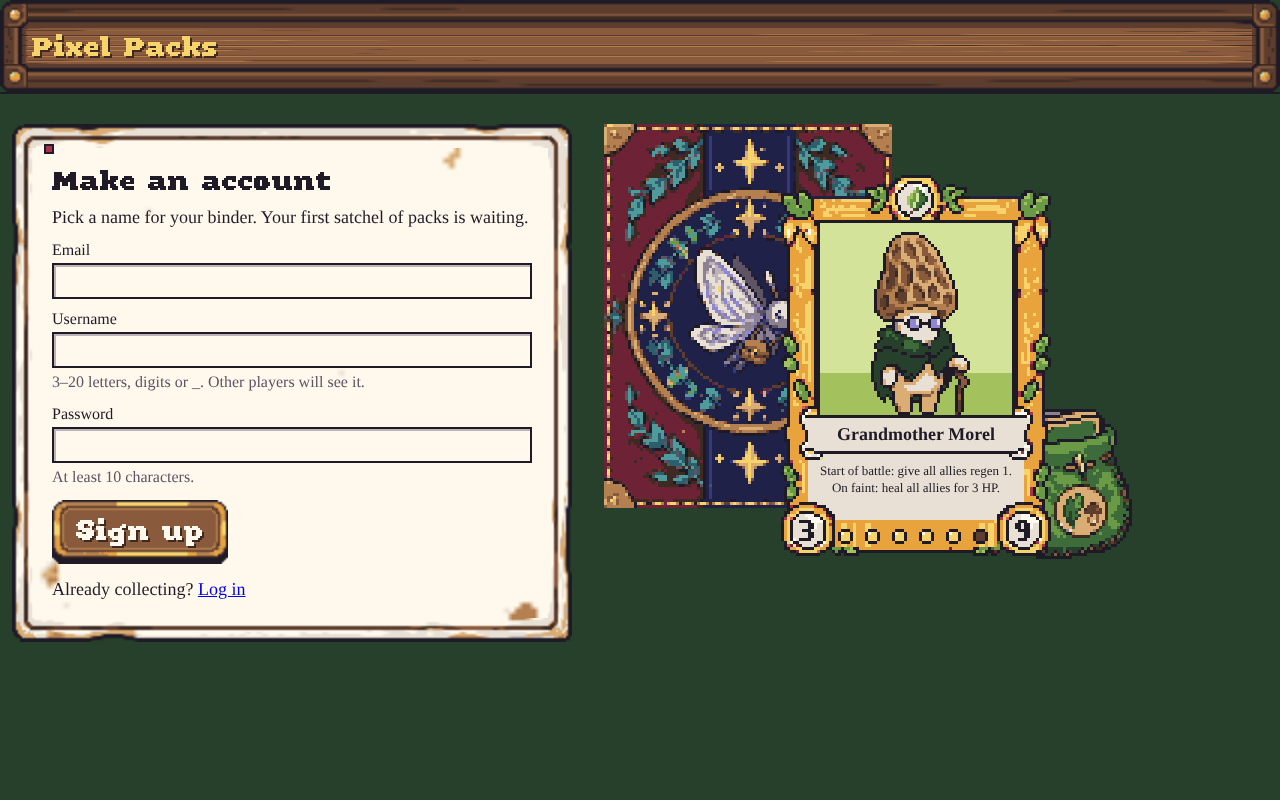 Pixel Packs
Make an account
Pick a name for your binder. Your first satchel of packs is waiting.
Email
Username
3–20 letters, digits or _. Other players will see it.
Password
At least 10 characters.
Sign up
Already collecting? Log in
Grandmother Morel
Start of battle: give all allies regen 1.
On faint: heal all allies for 3 HP.
3
9